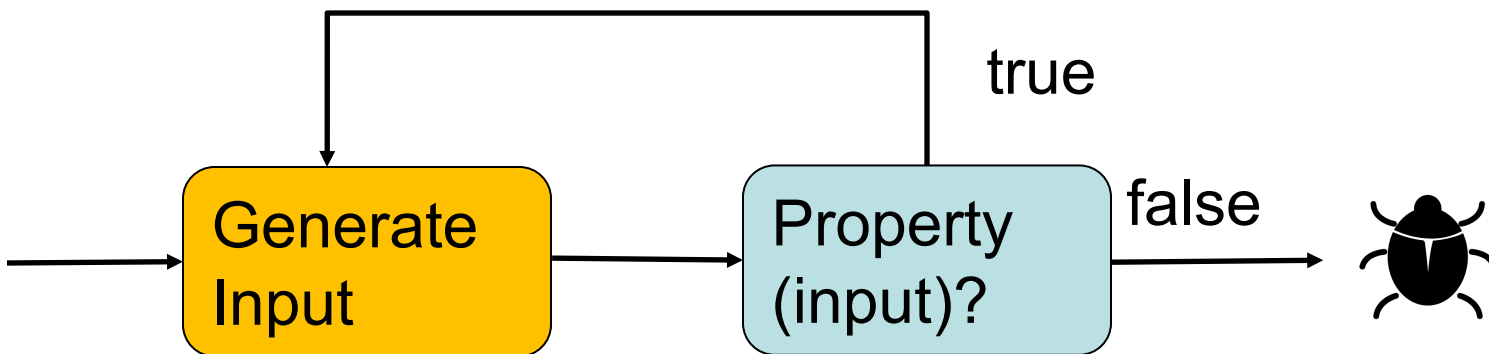 true
Generate
Input
Property
(input)?
false